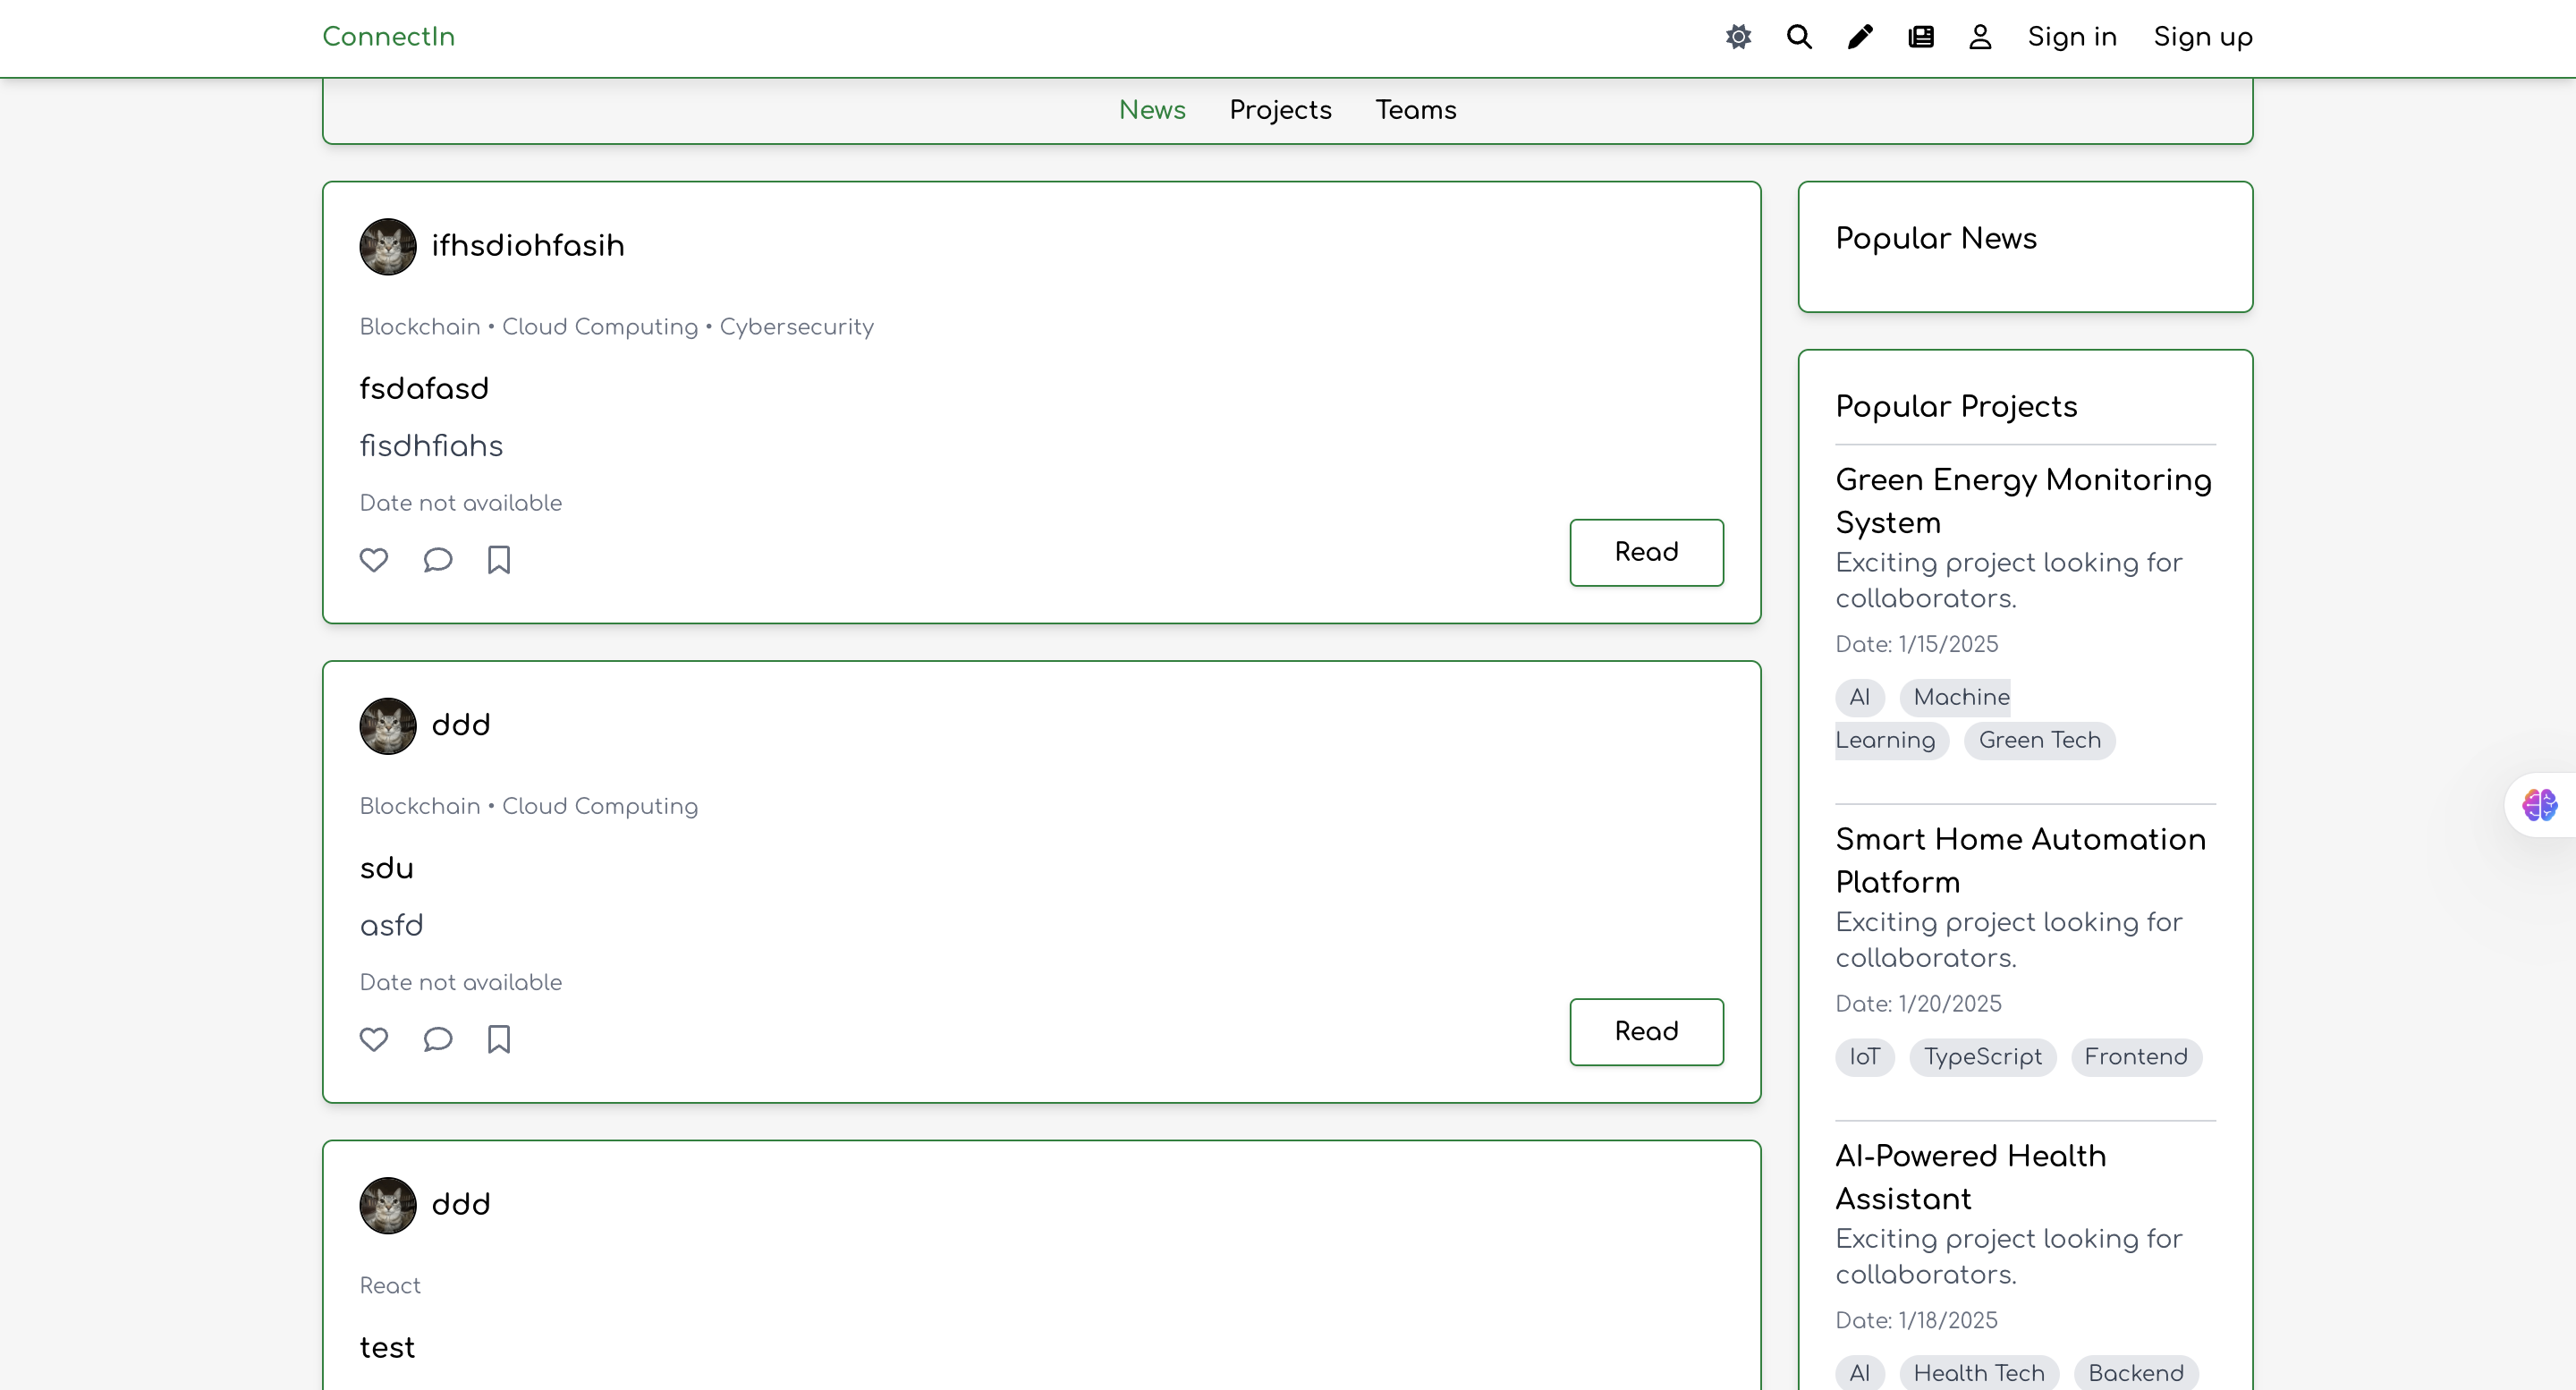 ConnectIn
Sign in Sign up
News Projects Teams
ifhsdiohfasih
Blockchain • Cloud Computing • Cybersecurity
fsdafasd
fisdhfiahs
Date not available
Read
ddd
Blockchain • Cloud Computing
sdu
asfd
Date not available
Read
ddd
React
test
Popular News
Popular Projects
Green Energy Monitoring
System
Exciting project looking for
collaborators.
Date: 1/15/2025
AI Machine
Learning Green Tech
Smart Home Automation
Platform
Exciting project looking for
collaborators.
Date: 1/20/2025
IoT TypeScript Frontend
AI-Powered Health
Assistant
Exciting project looking for
collaborators.
Date: 1/18/2025
AI Health Tech Backend